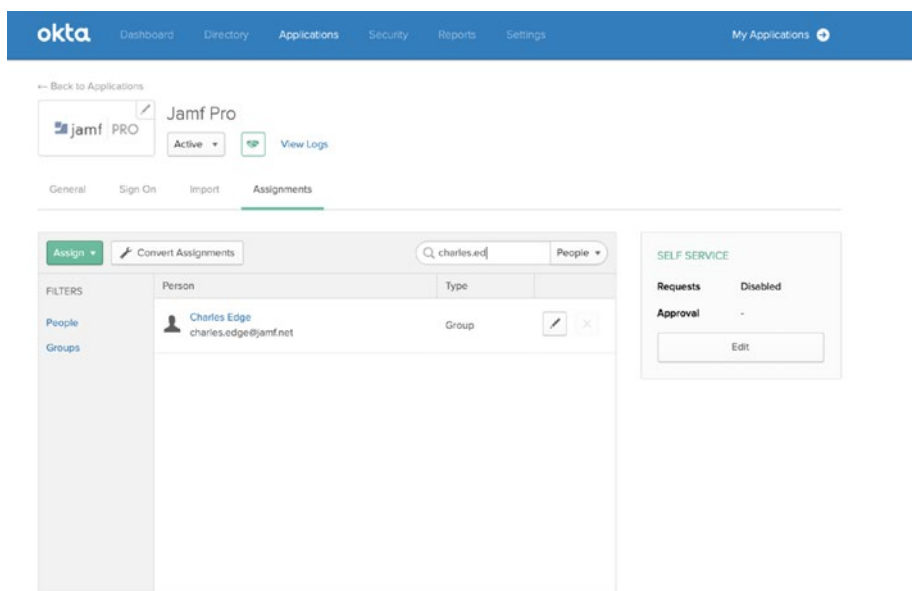 okta Dashboard Directory Applications Security Reports Settings My Applications
← Back to Applications
jamf PRO
Jamf Pro
Active
View Logs
General Sign On Import Assignments
Assign Convert Assignments charles.ed People
FILTERS
People
Groups
Person Type
Charles Edge
charles.edge@jamf.net
Group
SELF SERVICE
Requests Disabled
Approval -
Edit